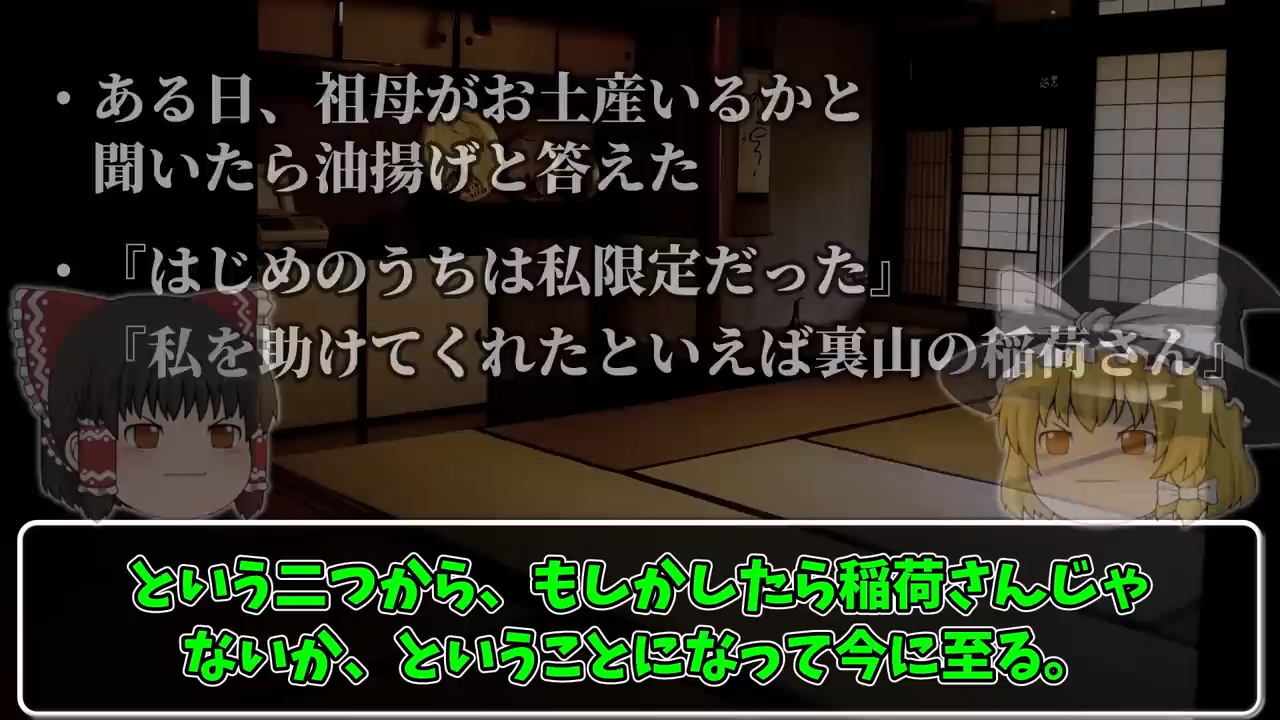 ・ある日、祖母がお土産いるかと
聞いたら油揚げと答えた
・『はじめのうちは私限定だった』
『私を助けてくれたといえば裏山の稲荷さん』
という二つから、もしかしたら稲荷さんじゃ
ないか、ということになって今に至る。